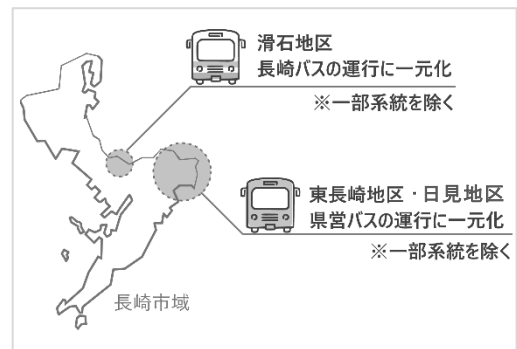 滑石地区
長崎バスの運行に一元化
※一部系統を除く
東長崎地区・日見地区
県営バスの運行に一元化
※一部系統を除く
長崎市域